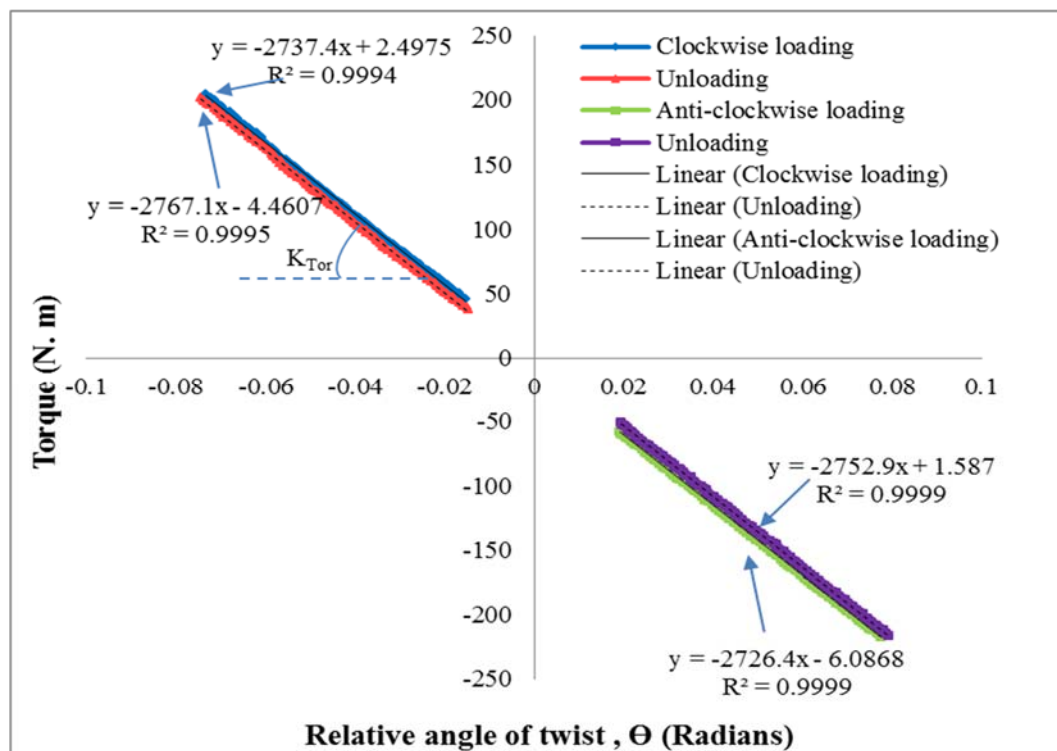 y = -2737.4x + 2.4975
R² = 0.9994
y = -2767.1x - 4.4607
R² = 0.9995
K_Tor
250
200
150
100
50
0
-50
-100
-150
-200
-250
-0.1 -0.08 -0.06 -0.04 -0.02 0 0.02 0.04 0.06 0.08 0.1
Clockwise loading
Unloading
Anti-clockwise loading
Unloading
Linear (Clockwise loading)
Linear (Unloading)
Linear (Anti-clockwise loading)
Linear (Unloading)
y = -2752.9x + 1.587
R² = 0.9999
y = -2726.4x - 6.0868
R² = 0.9999
Torque (N. m)
Relative angle of twist , ϴ (Radians)